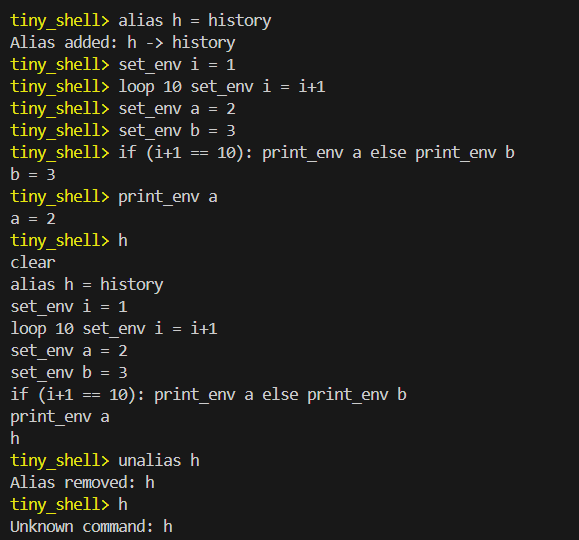 tiny_shell> alias h = history
Alias added: h -> history
tiny_shell> set_env i = 1
tiny_shell> loop 10 set_env i = i+1
tiny_shell> set_env a = 2
tiny_shell> set_env b = 3
tiny_shell> if (i+1 == 10): print_env a else print_env b
b = 3
tiny_shell> print_env a
a = 2
tiny_shell> h
clear
alias h = history
set_env i = 1
loop 10 set_env i = i+1
set_env a = 2
set_env b = 3
if (i+1 == 10): print_env a else print_env b
print_env a
h
tiny_shell> unalias h
Alias removed: h
tiny_shell> h
Unknown command: h